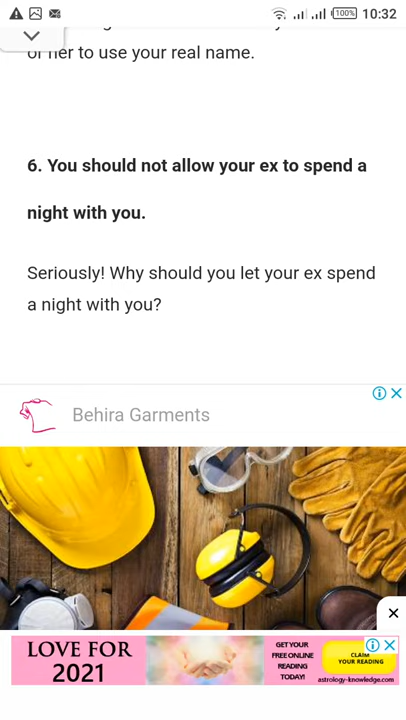 100% 10:32
to use your real name.
6. You should not allow your ex to spend a
night with you.
Seriously! Why should you let your ex spend
a night with you?
Behira Garments
LOVE FOR
2021
GET YOUR
FREE ONLINE
READING
TODAY!
CLAIM
YOUR READING
astrology-knowledge.com